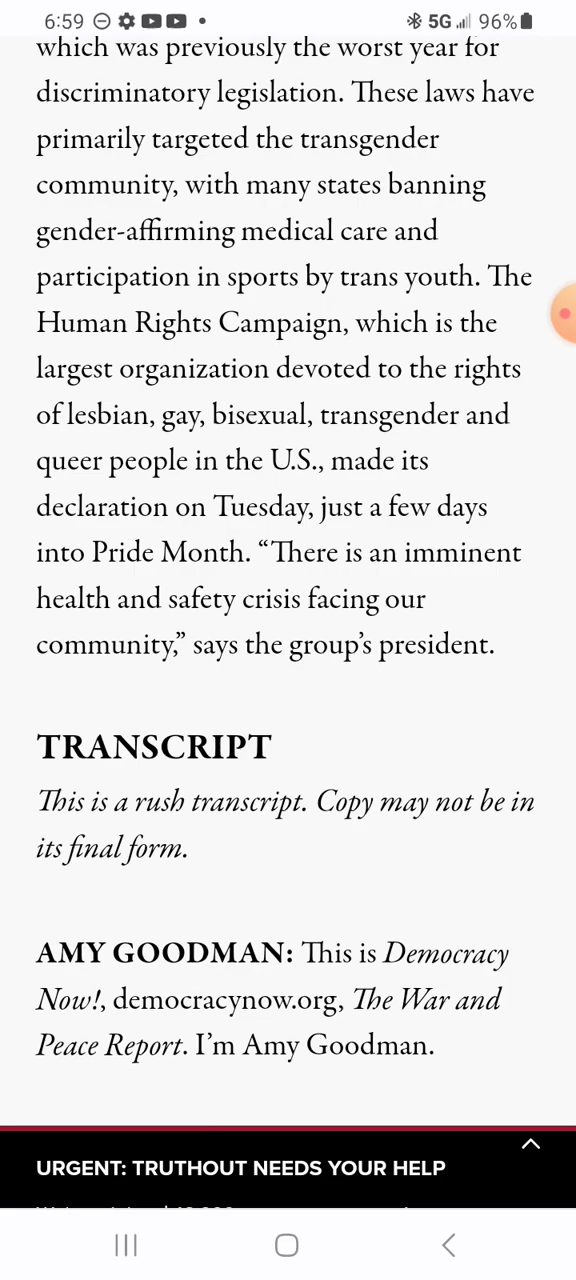 6:59 5G 96%
which was previously the worst year for
discriminatory legislation. These laws have
primarily targeted the transgender
community, with many states banning
gender-affirming medical care and
participation in sports by trans youth. The
Human Rights Campaign, which is the
largest organization devoted to the rights
of lesbian, gay, bisexual, transgender and
queer people in the U.S., made its
declaration on Tuesday, just a few days
into Pride Month. “There is an imminent
health and safety crisis facing our
community,” says the group’s president.
TRANSCRIPT
This is a rush transcript. Copy may not be in
its final form.
AMY GOODMAN: This is Democracy
Now!, democracynow.org, The War and
Peace Report. I’m Amy Goodman.
URGENT: TRUTHOUT NEEDS YOUR HELP